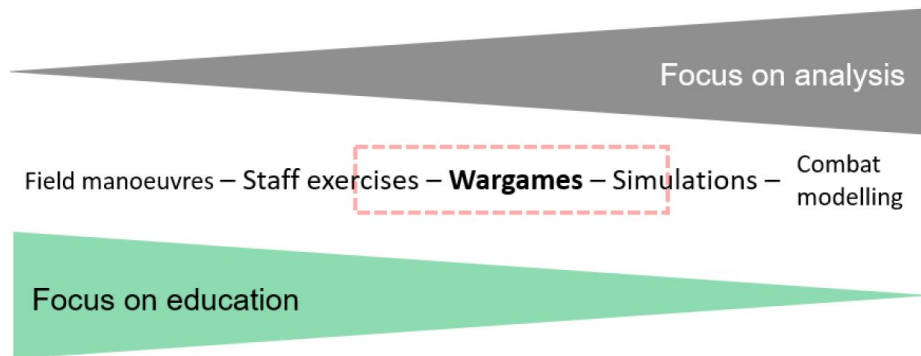 Focus on analysis
Field manoeuvres – Staff exercises – Wargames – Simulations – Combat modelling
Focus on education